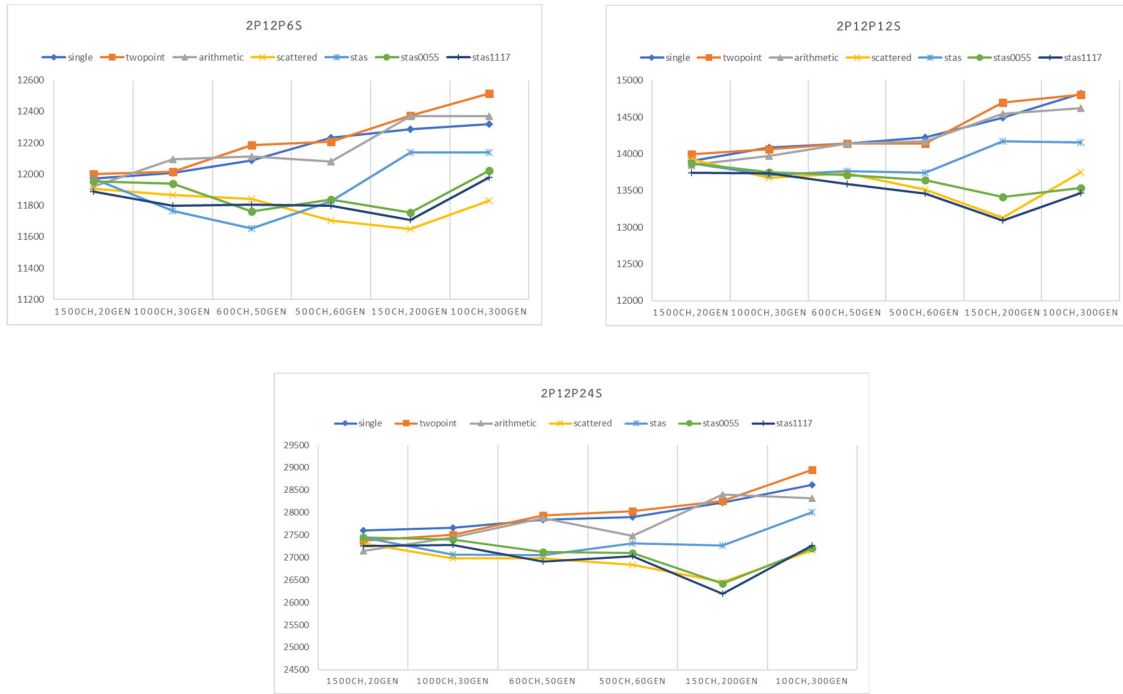 2P12P6S
single twopoint arithmetic scattered stas stas0055 stas1117
12600
12400
12200
12000
11800
11600
11400
11200
1500CH,20GEN 1000CH,30GEN 600CH,50GEN 500CH,60GEN 150CH,200GEN 100CH,300GEN
2P12P12S
single twopoint arithmetic scattered stas stas0055 stas1117
15000
14500
14000
13500
13000
12500
12000
1500CH,20GEN 1000CH,30GEN 600CH,50GEN 500CH,60GEN 150CH,200GEN 100CH,300GEN
2P12P24S
single twopoint arithmetic scattered stas stas0055 stas1117
29500
29000
28500
28000
27500
27000
26500
26000
25500
25000
24500
1500CH,20GEN 1000CH,30GEN 600CH,50GEN 500CH,60GEN 150CH,200GEN 100CH,300GEN